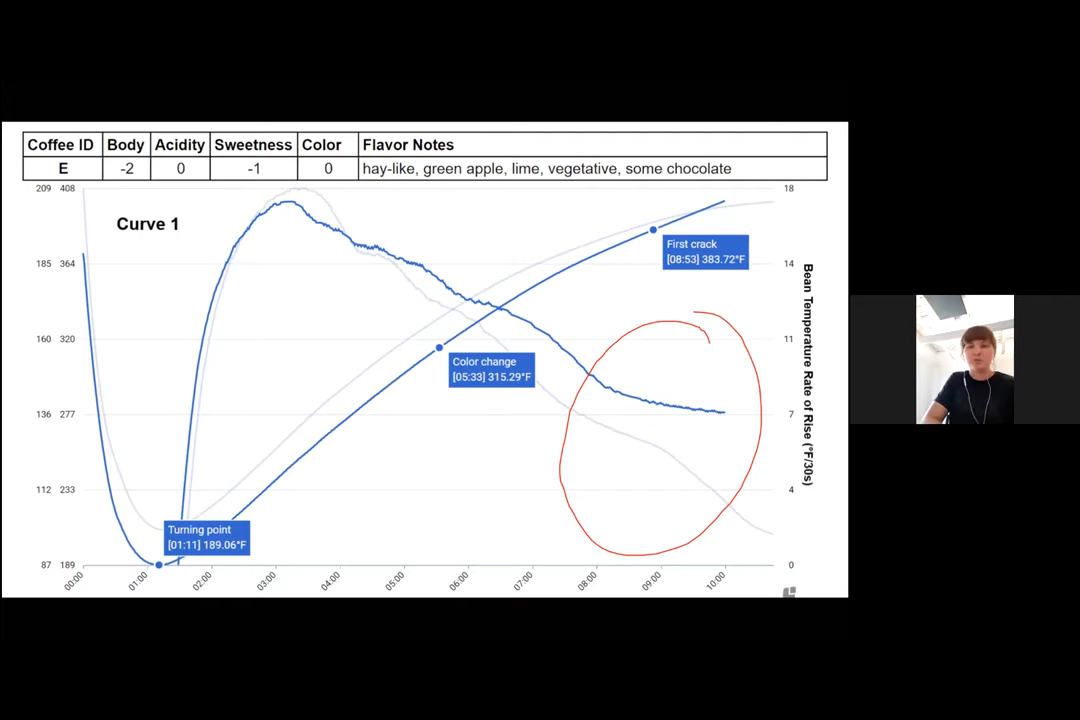 Coffee ID Body Acidity Sweetness Color Flavor Notes
E -2 0 -1 0 hay-like, green apple, lime, vegetative, some chocolate
Curve 1
209 408
185 364
160 320
136 277
112 233
87 189
18
14
11
7
4
0
Bean Temperature Rate of Rise (°F/30s)
First crack
[08:53] 383.72°F
Color change
[05:33] 315.29°F
Turning point
[01:11] 189.06°F
00:00 01:00 02:00 03:00 04:00 05:00 06:00 07:00 08:00 09:00 10:00